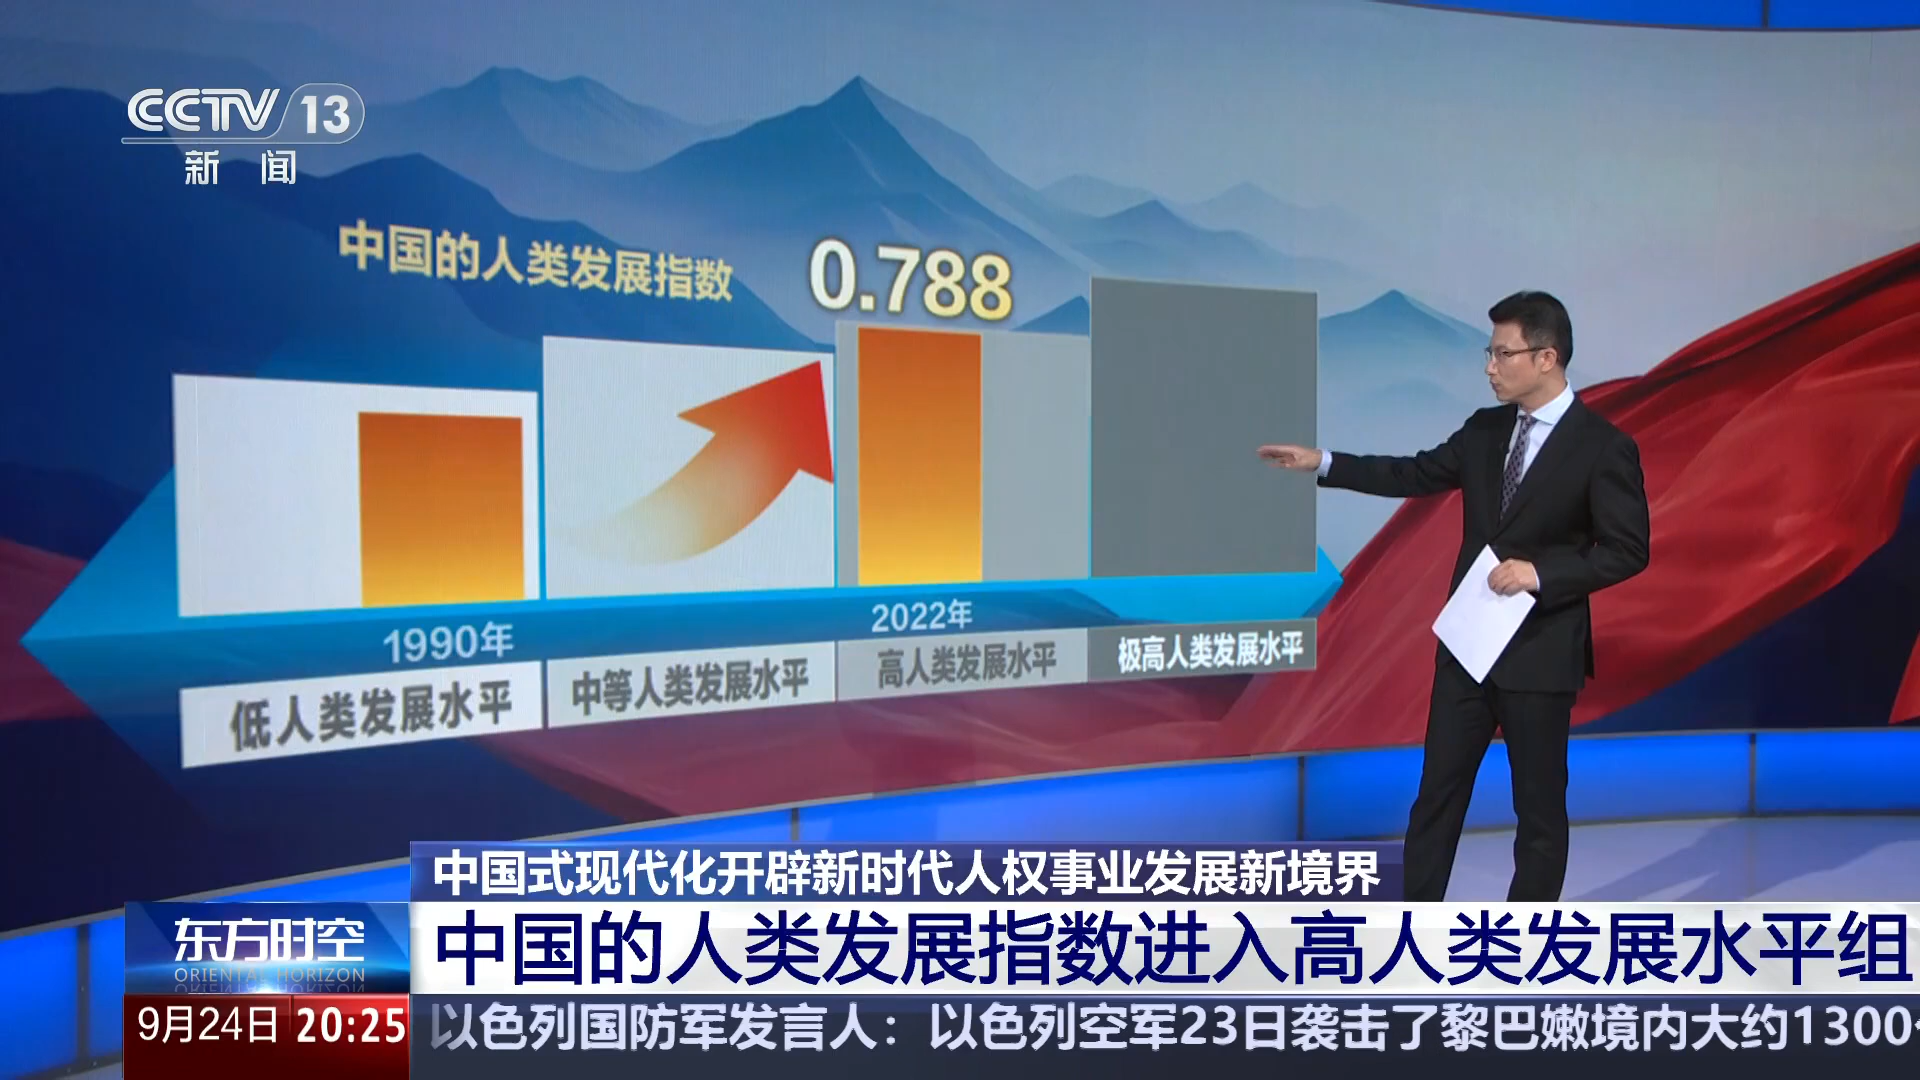 CCTV 13
新闻
中国的人类发展指数
0.788
1990年
2022年
低人类发展水平
中等人类发展水平
高人类发展水平
极高人类发展水平
中国式现代化开辟新时代人权事业发展新境界
东方时空
ORIENTAL HORIZON
中国的人类发展指数进入高人类发展水平组
9月24日 20:25
以色列国防军发言人：以色列空军23日袭击了黎巴嫩境内大约1300